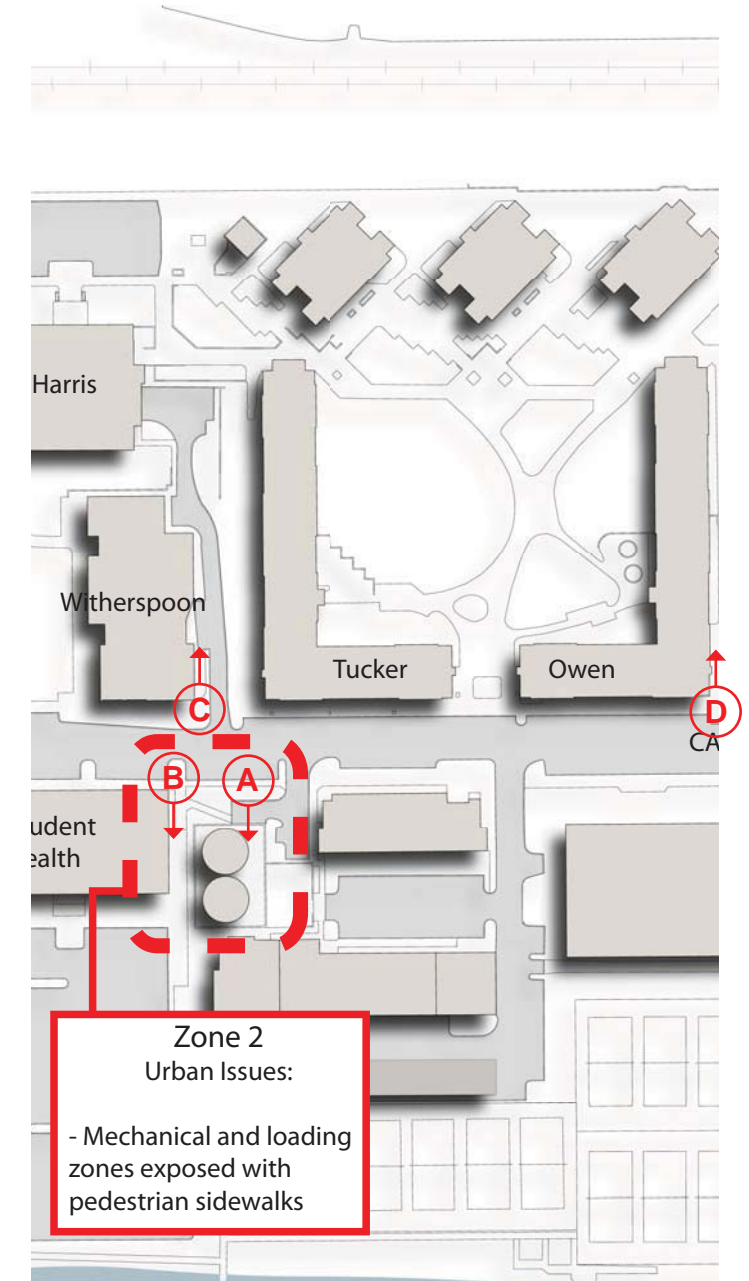 Harris
Witherspoon
Tucker
Owen
C
D
CA
B
A
udent
ealth
Zone 2
Urban Issues:
- Mechanical and loading
zones exposed with
pedestrian sidewalks